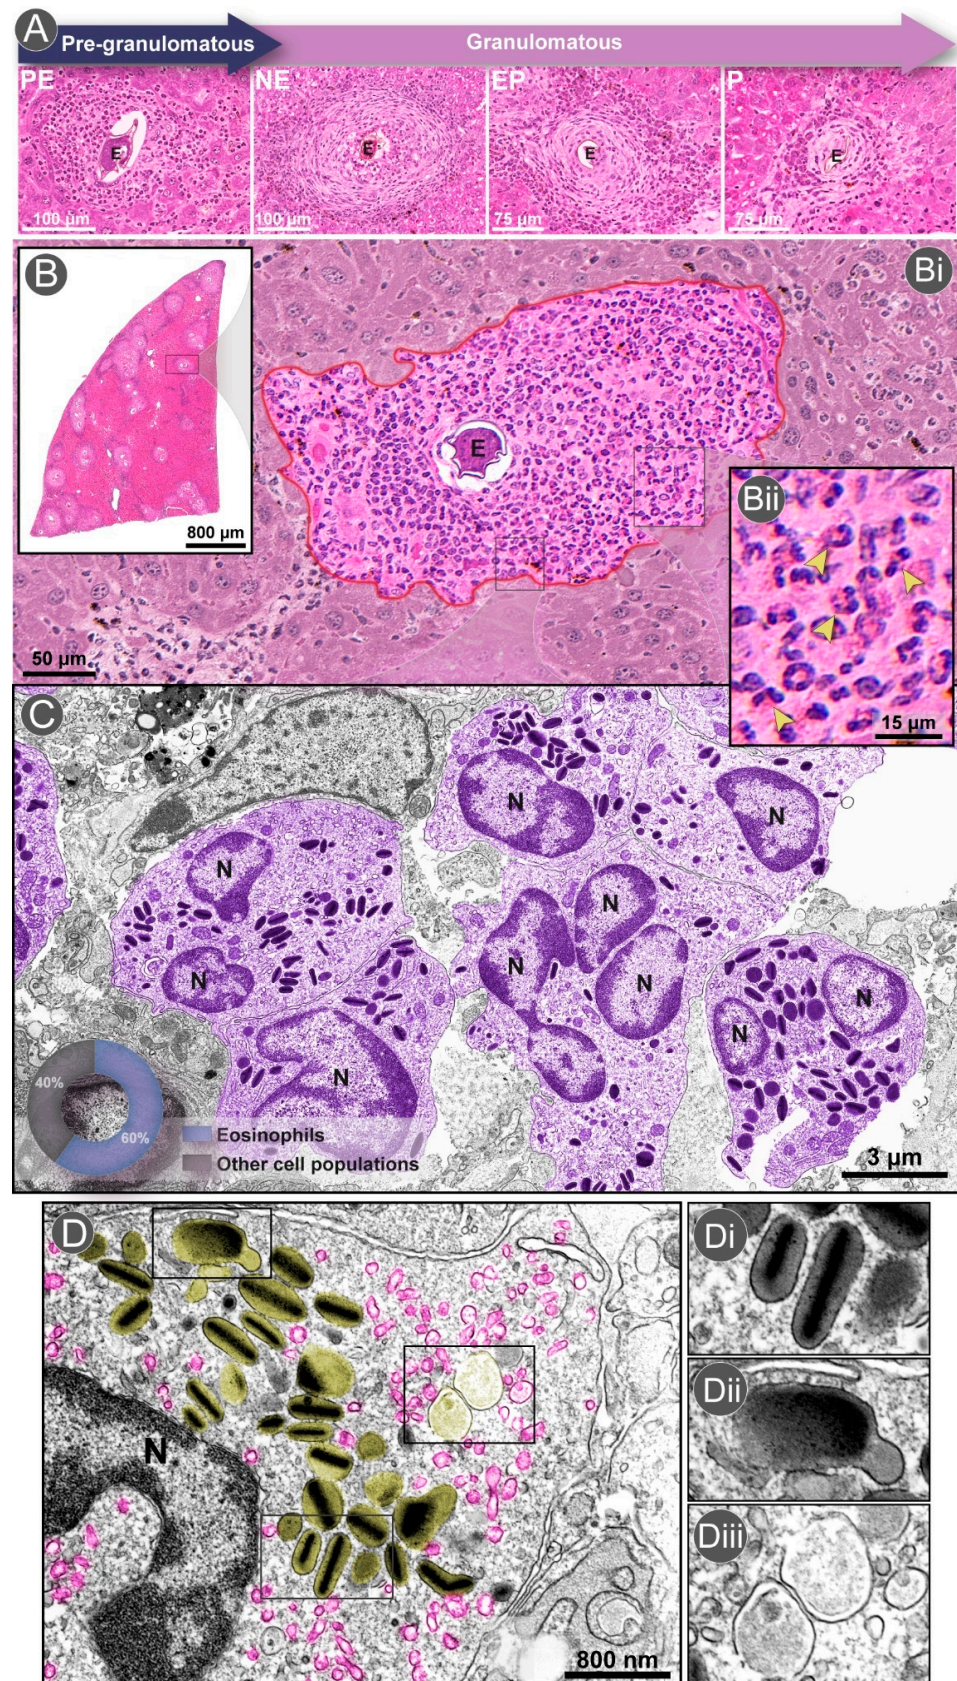 A
Pre-granulomatous
Granulomatous
PE
NE
EP
P
E
E
E
E
100 µm
100 µm
75 µm
75 µm
B
800 µm
Bi
E
50 µm
Bii
15 µm
C
N
N
N
N
N
N
N
N
N
N
40%
60%
Eosinophils
Other cell populations
3 µm
D
N
800 nm
Di
Dii
Diii